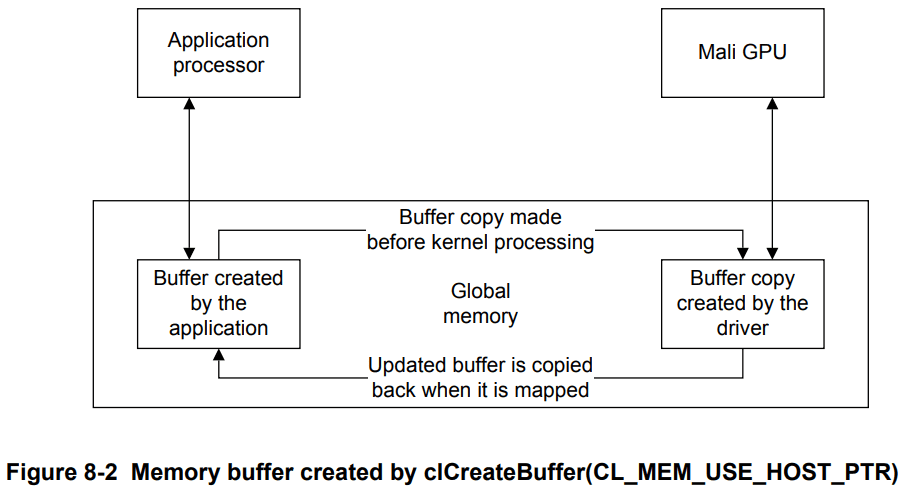 Application
processor
Mali GPU
Buffer copy made
before kernel processing
Buffer created
by the
application
Global
memory
Buffer copy
created by the
driver
Updated buffer is copied
back when it is mapped
Figure 8-2 Memory buffer created by clCreateBuffer(CL_MEM_USE_HOST_PTR)